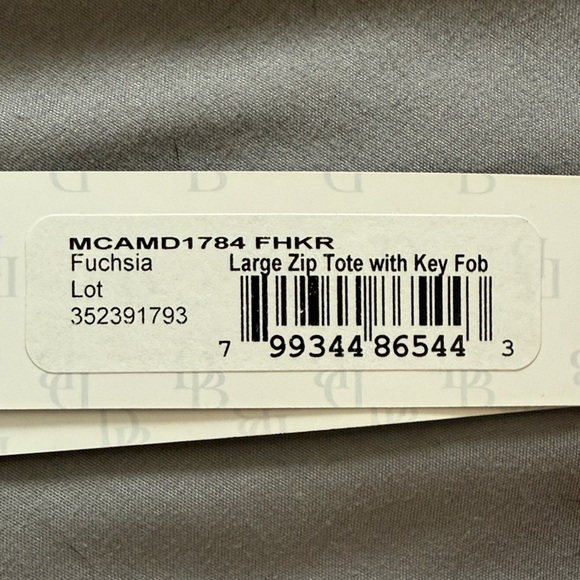 MCAMD1784 FHKR
Fuchsia
Large Zip Tote with Key Fob
Lot
352391793
7 99344 86544 3